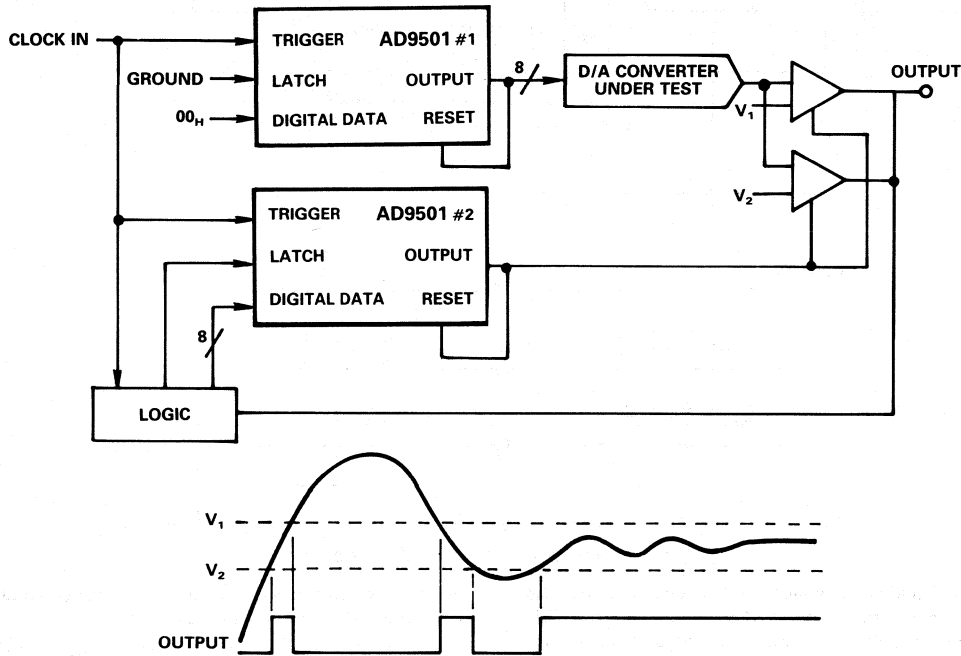 CLOCK IN
TRIGGER AD9501 #1
GROUND LATCH OUTPUT
00H DIGITAL DATA RESET
8
D/A CONVERTER
UNDER TEST
OUTPUT
V1
V2
TRIGGER AD9501 #2
LATCH OUTPUT
DIGITAL DATA RESET
8
LOGIC
V1
V2
OUTPUT